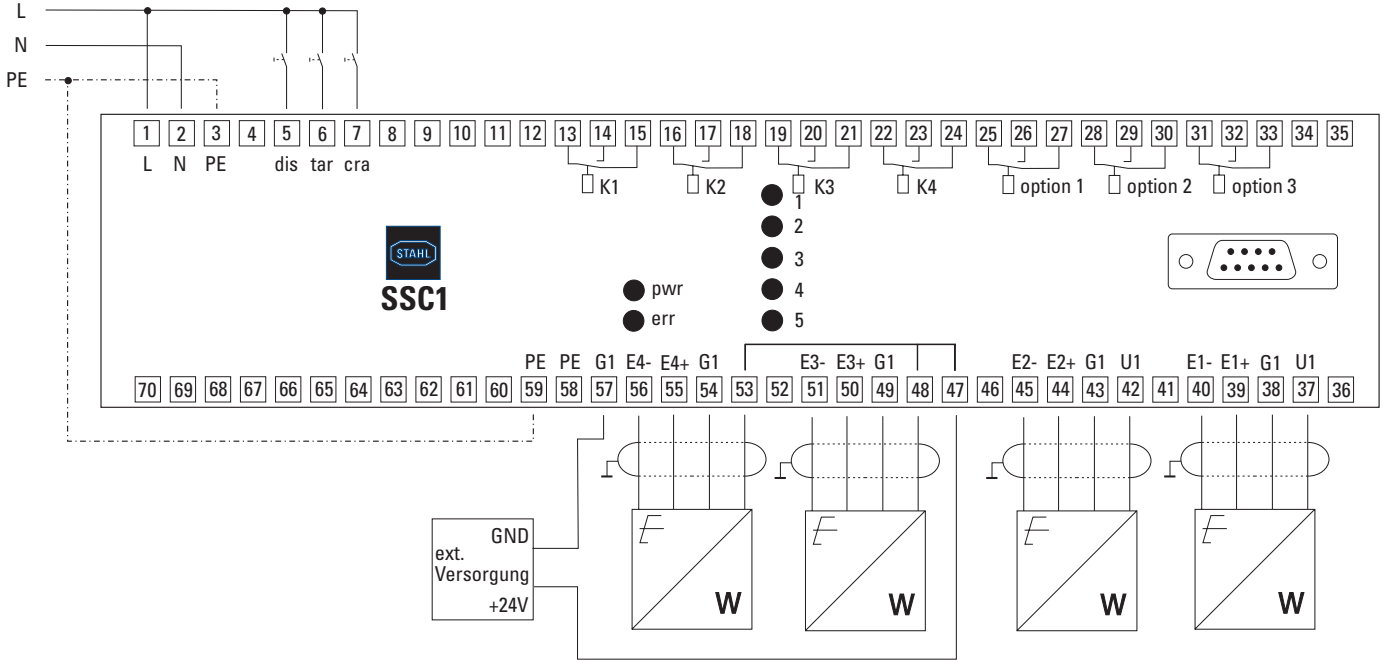 L
N
PE
1 2 3 4 5 6 7 8 9 10 11 12 13 14 15 16 17 18 19 20 21 22 23 24 25 26 27 28 29 30 31 32 33 34 35
L N PE dis tar cra
K1 K2 K3 K4 option 1 option 2 option 3
1
2
3
4
5
STAHL
SSC1
pwr
err
PE PE G1 E4- E4+ G1 E3- E3+ G1 E2- E2+ G1 U1 E1- E1+ G1 U1
70 69 68 67 66 65 64 63 62 61 60 59 58 57 56 55 54 53 52 51 50 49 48 47 46 45 44 43 42 41 40 39 38 37 36
GND
ext.
Versorgung
+24V
W W W W